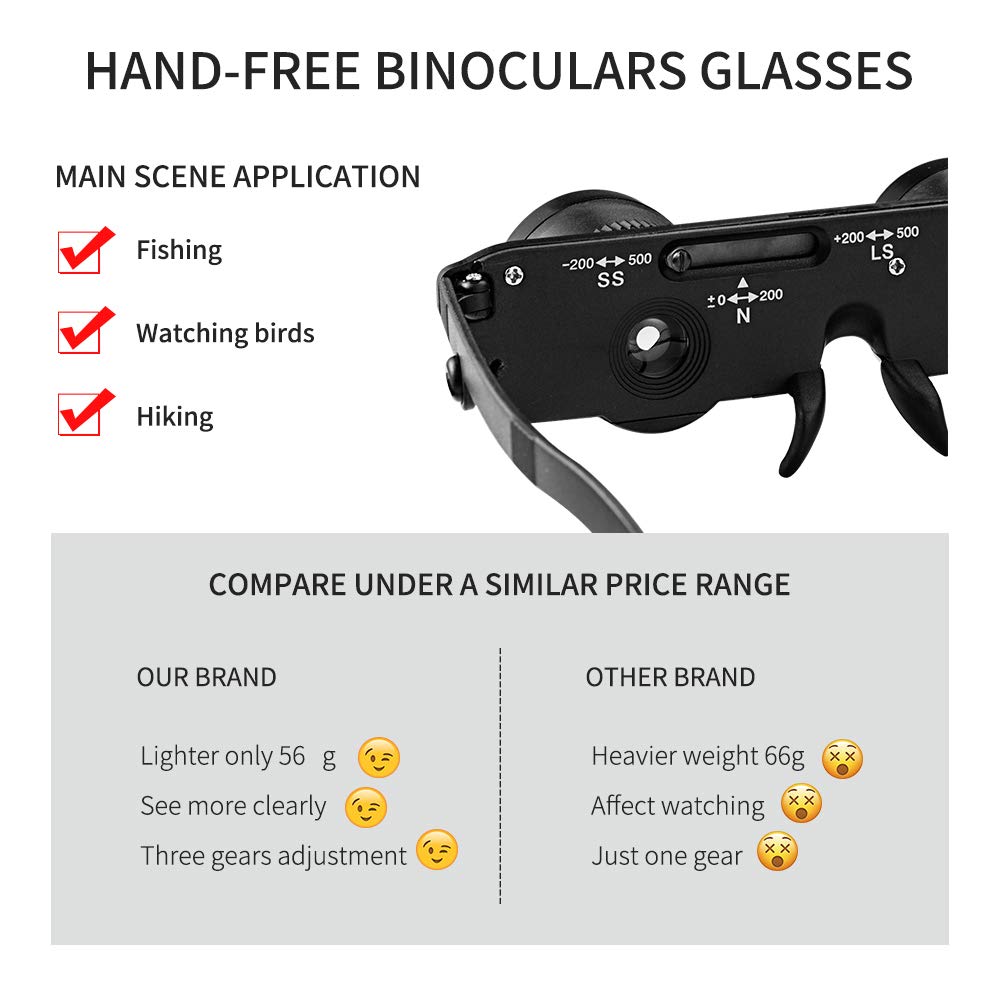 HAND-FREE BINOCULARS GLASSES
MAIN SCENE APPLICATION
Fishing
Watching birds
Hiking
-200 ↔ 500
SS
± 0 ↔ 200
N
+200 ↔ 500
LS
COMPARE UNDER A SIMILAR PRICE RANGE
OUR BRAND
Lighter only 56 g
See more clearly
Three gears adjustment
OTHER BRAND
Heavier weight 66g
Affect watching
Just one gear